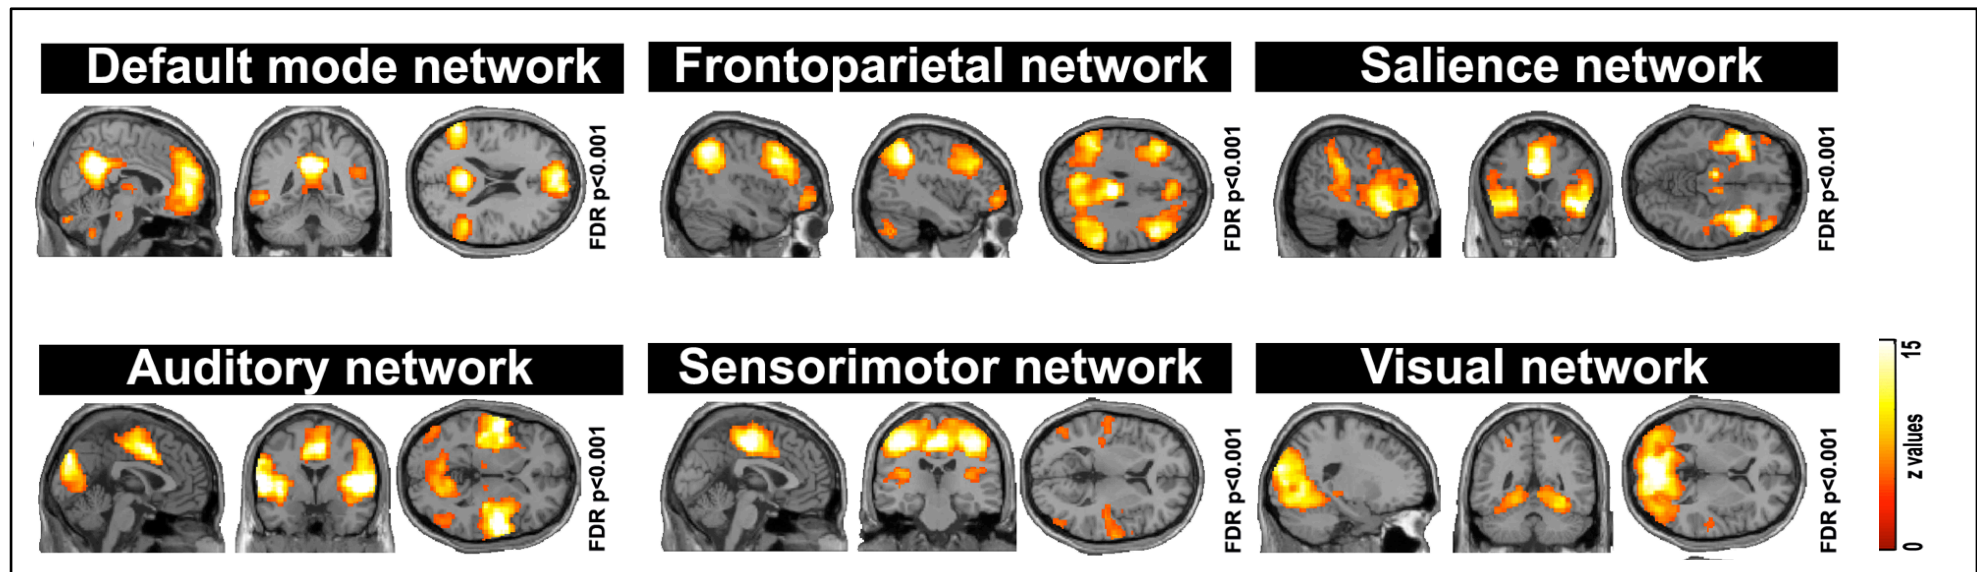 Default mode network
Frontoparietal network
Salience network
FDR p<0.001
FDR p<0.001
FDR p<0.001
Auditory network
Sensorimotor network
Visual network
FDR p<0.001
FDR p<0.001
FDR p<0.001
15
z values
0